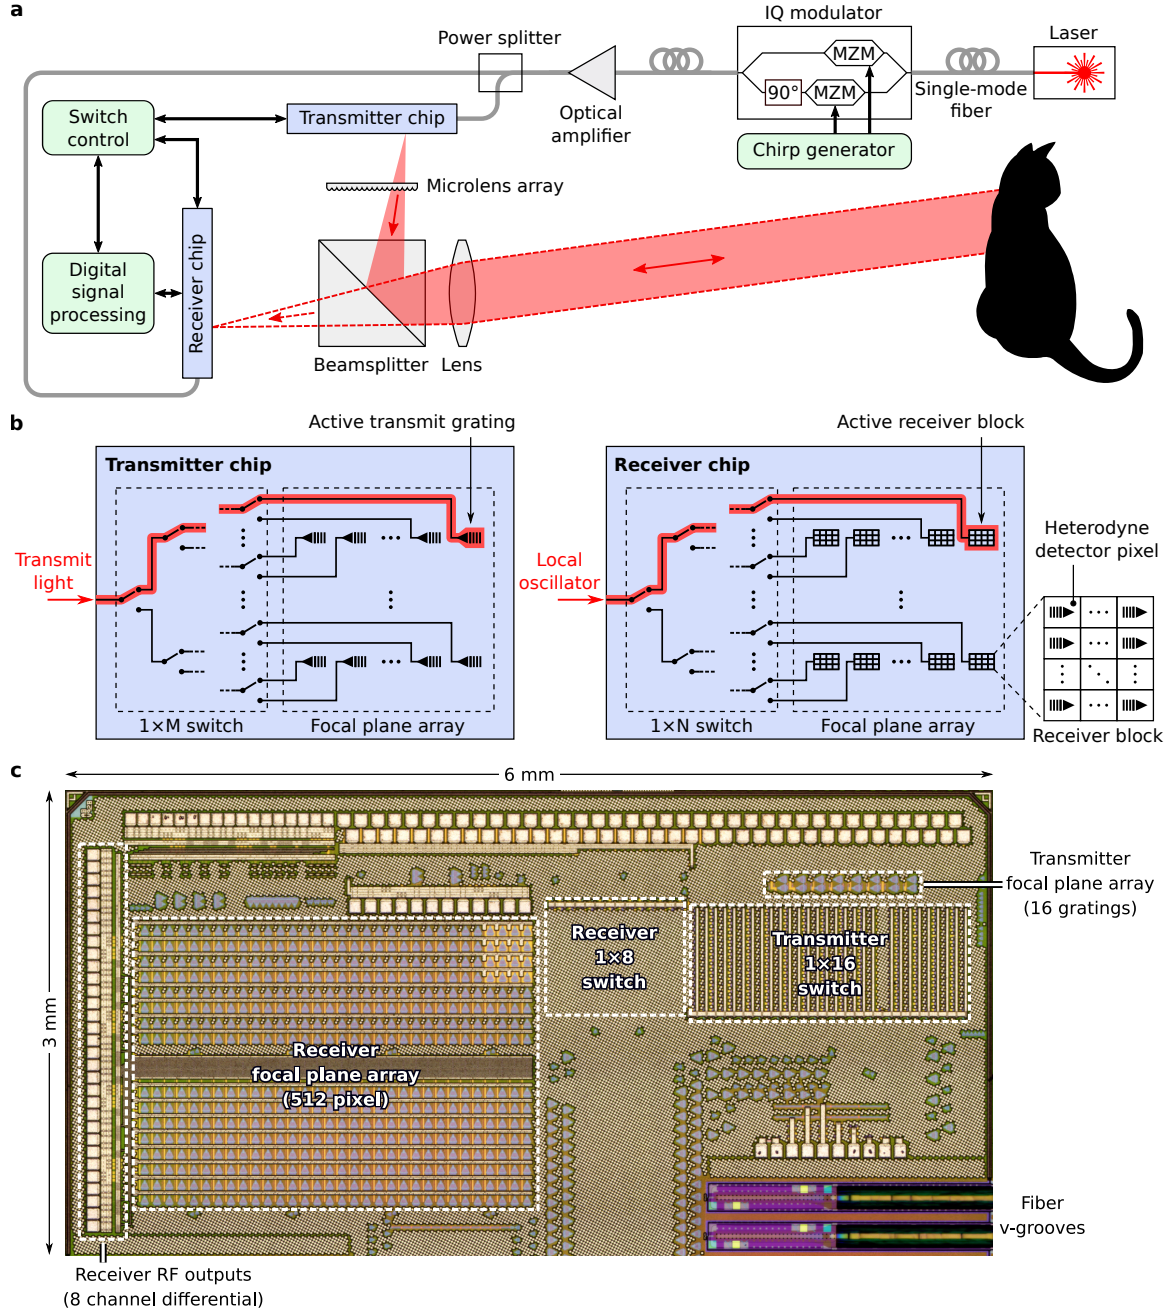 a
IQ modulator
Power splitter
Laser
MZM
90°
MZM
Single-mode
fiber
Optical
amplifier
Chirp generator
Switch
control
Transmitter chip
Microlens array
Receiver chip
Digital
signal
processing
Beamsplitter
Lens
b
Active transmit grating
Active receiver block
Transmitter chip
Receiver chip
Transmit
light
Local
oscillator
Heterodyne
detector pixel
1×M switch
Focal plane array
1×N switch
Focal plane array
Receiver block
c
6 mm
3 mm
Transmitter
focal plane array
(16 gratings)
Receiver
1×8
switch
Transmitter
1×16
switch
Receiver
focal plane array
(512 pixel)
Fiber
v-grooves
Receiver RF outputs
(8 channel differential)